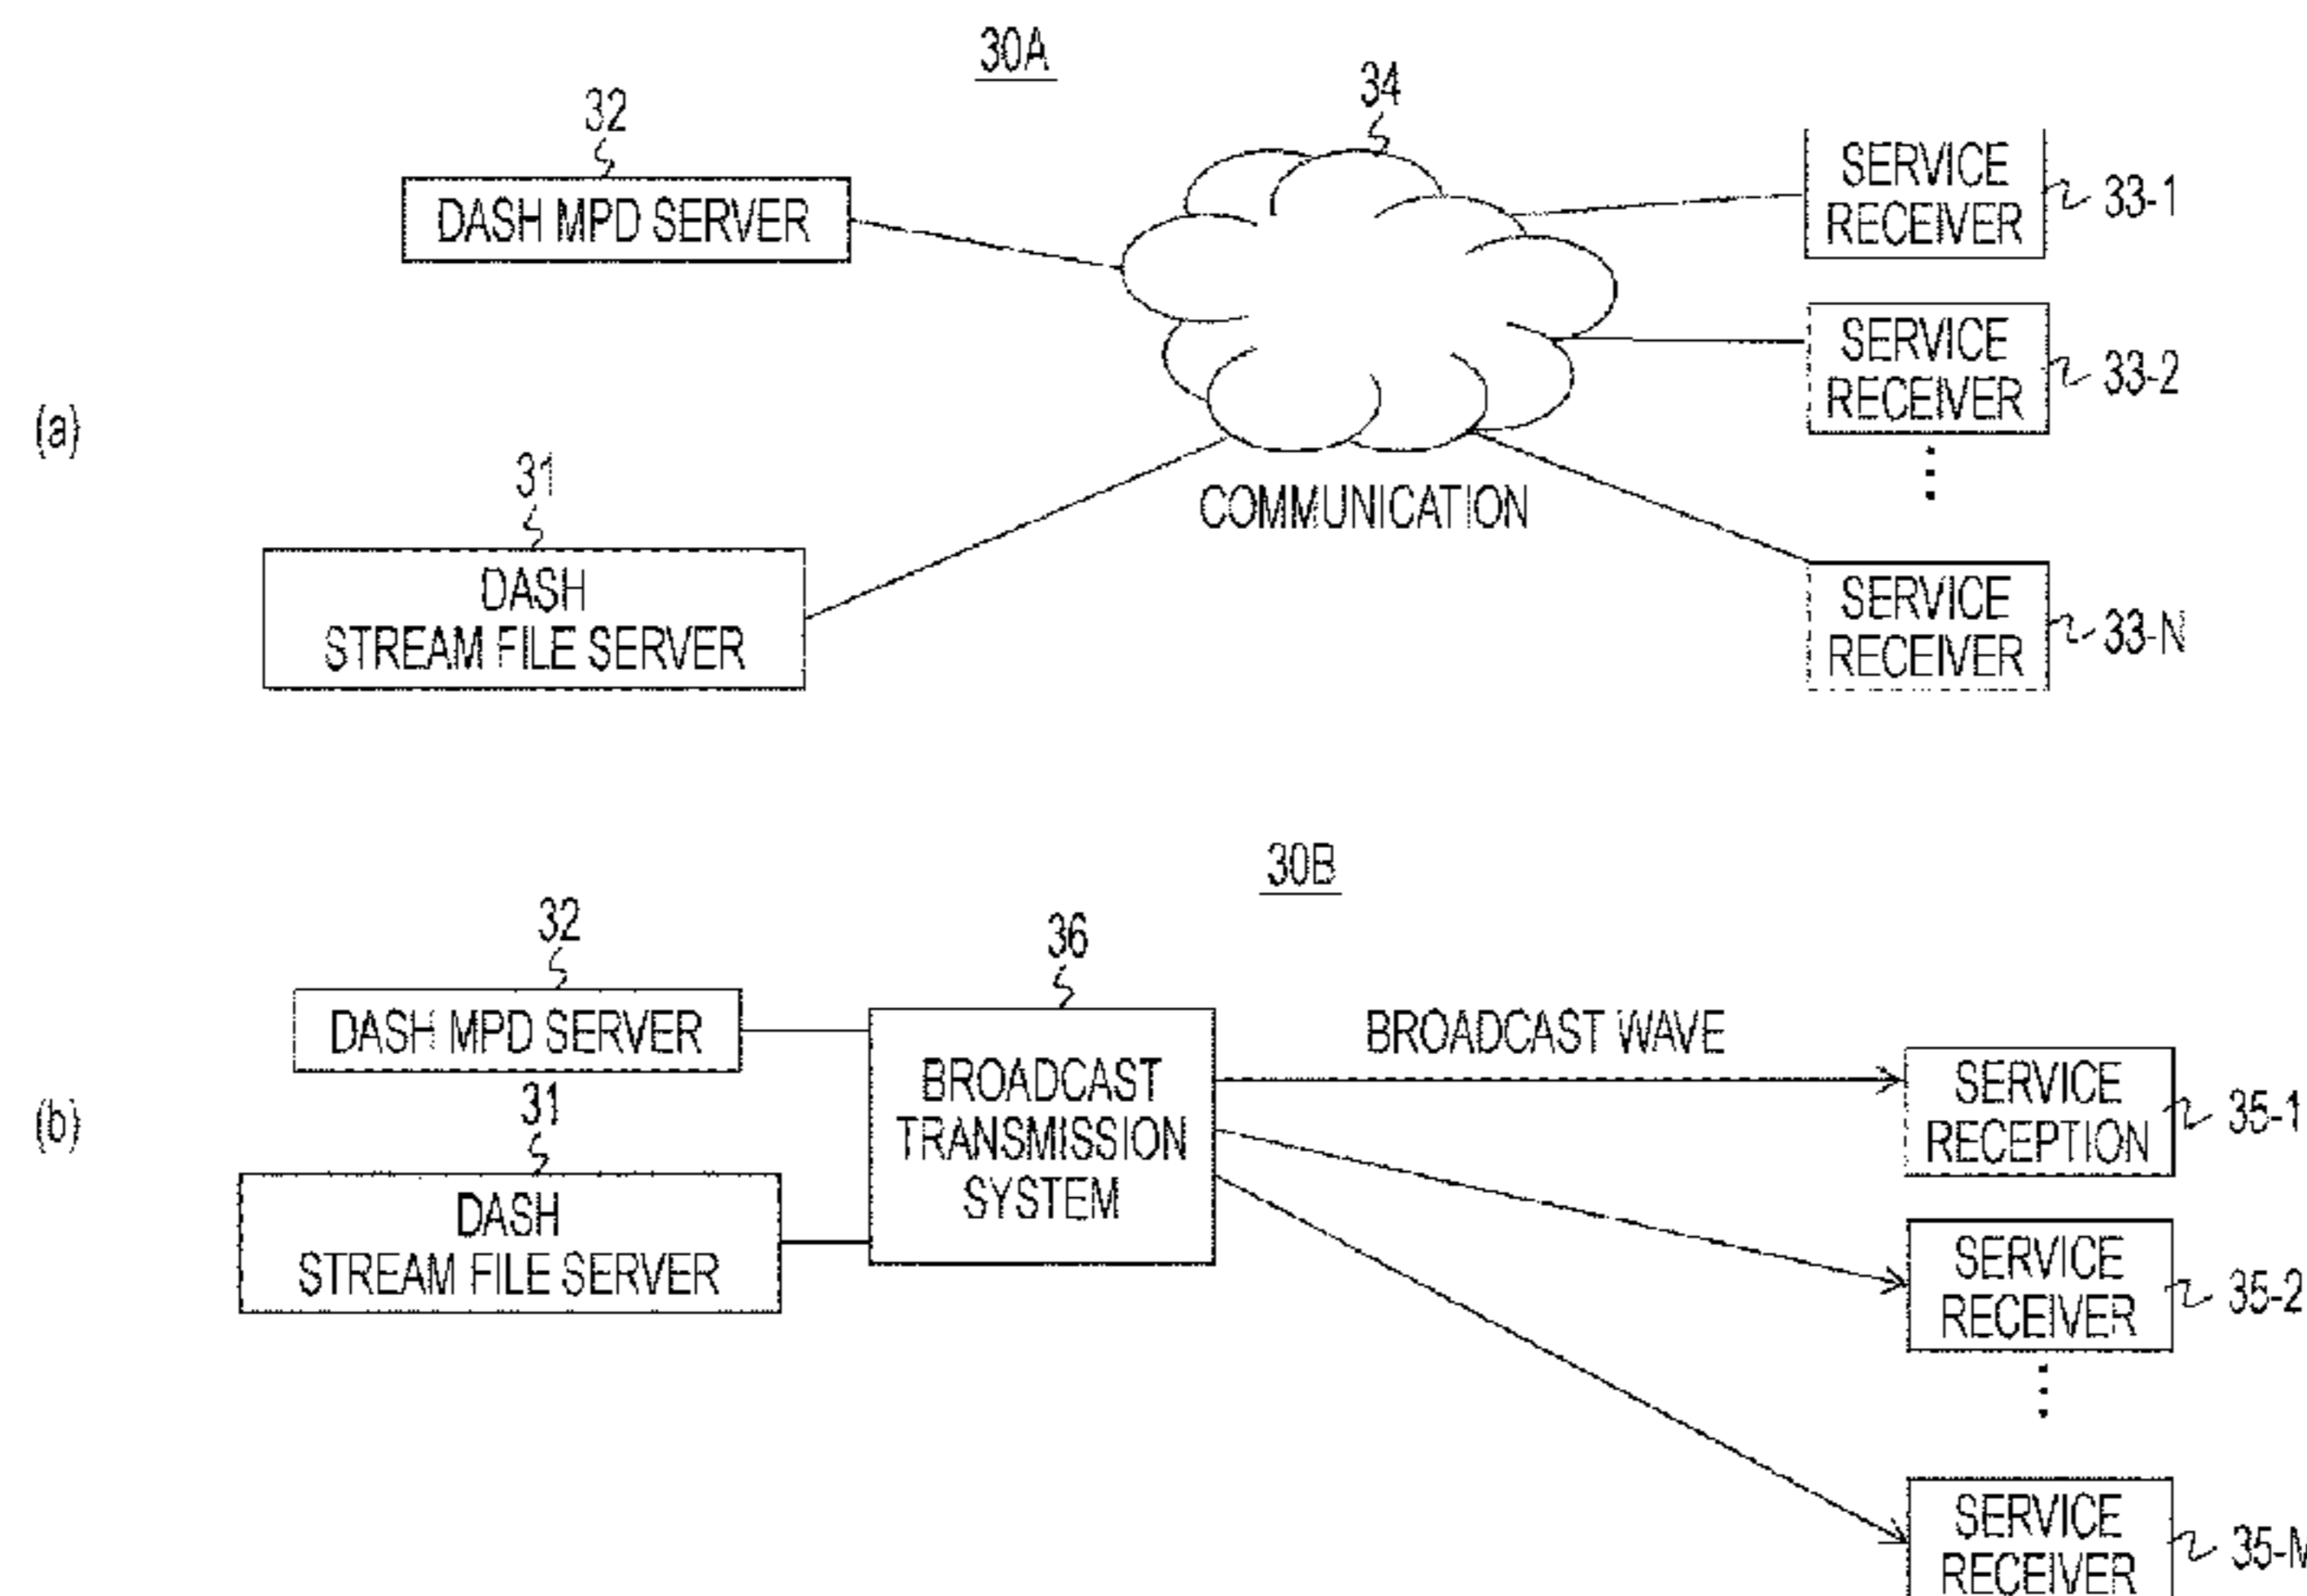 30A
32
34
DASH MPD SERVER
SERVICE
RECEIVER
33-1
SERVICE
RECEIVER
33-2
(a)
31
COMMUNICATION
DASH
STREAM FILE SERVER
SERVICE
RECEIVER
33-N
30B
32
36
DASH MPD SERVER
BROADCAST WAVE
BROADCAST
TRANSMISSION
SYSTEM
SERVICE
RECEPTION
35-1
(b)
31
DASH
STREAM FILE SERVER
SERVICE
RECEIVER
35-2
SERVICE
RECEIVER
35-M